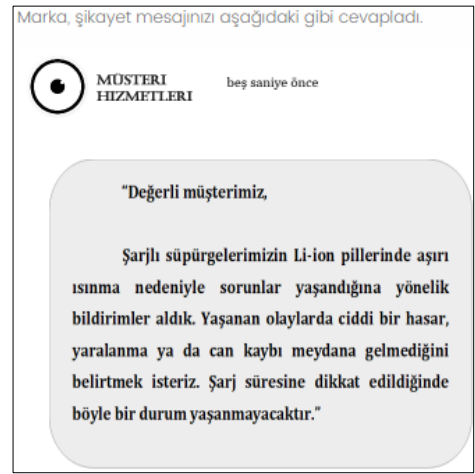 Marka, şikayet mesajınızı aşağıdaki gibi cevapladı.
MÜSTERI
HIZMETLERI
beş saniye önce
"Değerli müşterimiz,
Şarjlı süpürgelerimizin Li-ion pillerinde aşırı
ısınma nedeniyle sorunlar yaşandığına yönelik
bildirimler aldık. Yaşanan olaylarda ciddi bir hasar,
yaralanma ya da can kaybı meydana gelmediğini
belirtmek isteriz. Şarj süresine dikkat edildiğinde
böyle bir durum yaşanmayacaktır."